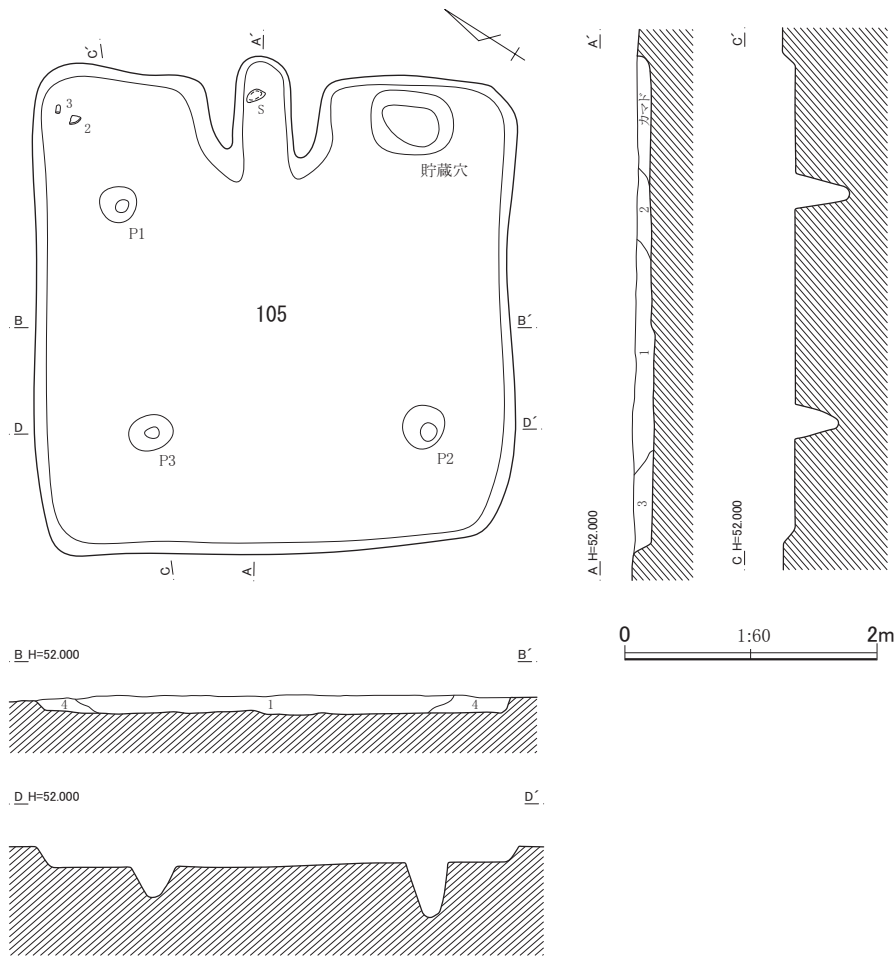 C´
A´
3
2
S
貯蔵穴
P1
105
B
B´
D
D´
P3
P2
C
A
A´
カマド
2
1
3
A H=52.000
C´
C H=52.000
0 1:60 2m
B H=52.000
B´
4 1 4
D H=52.000
D´